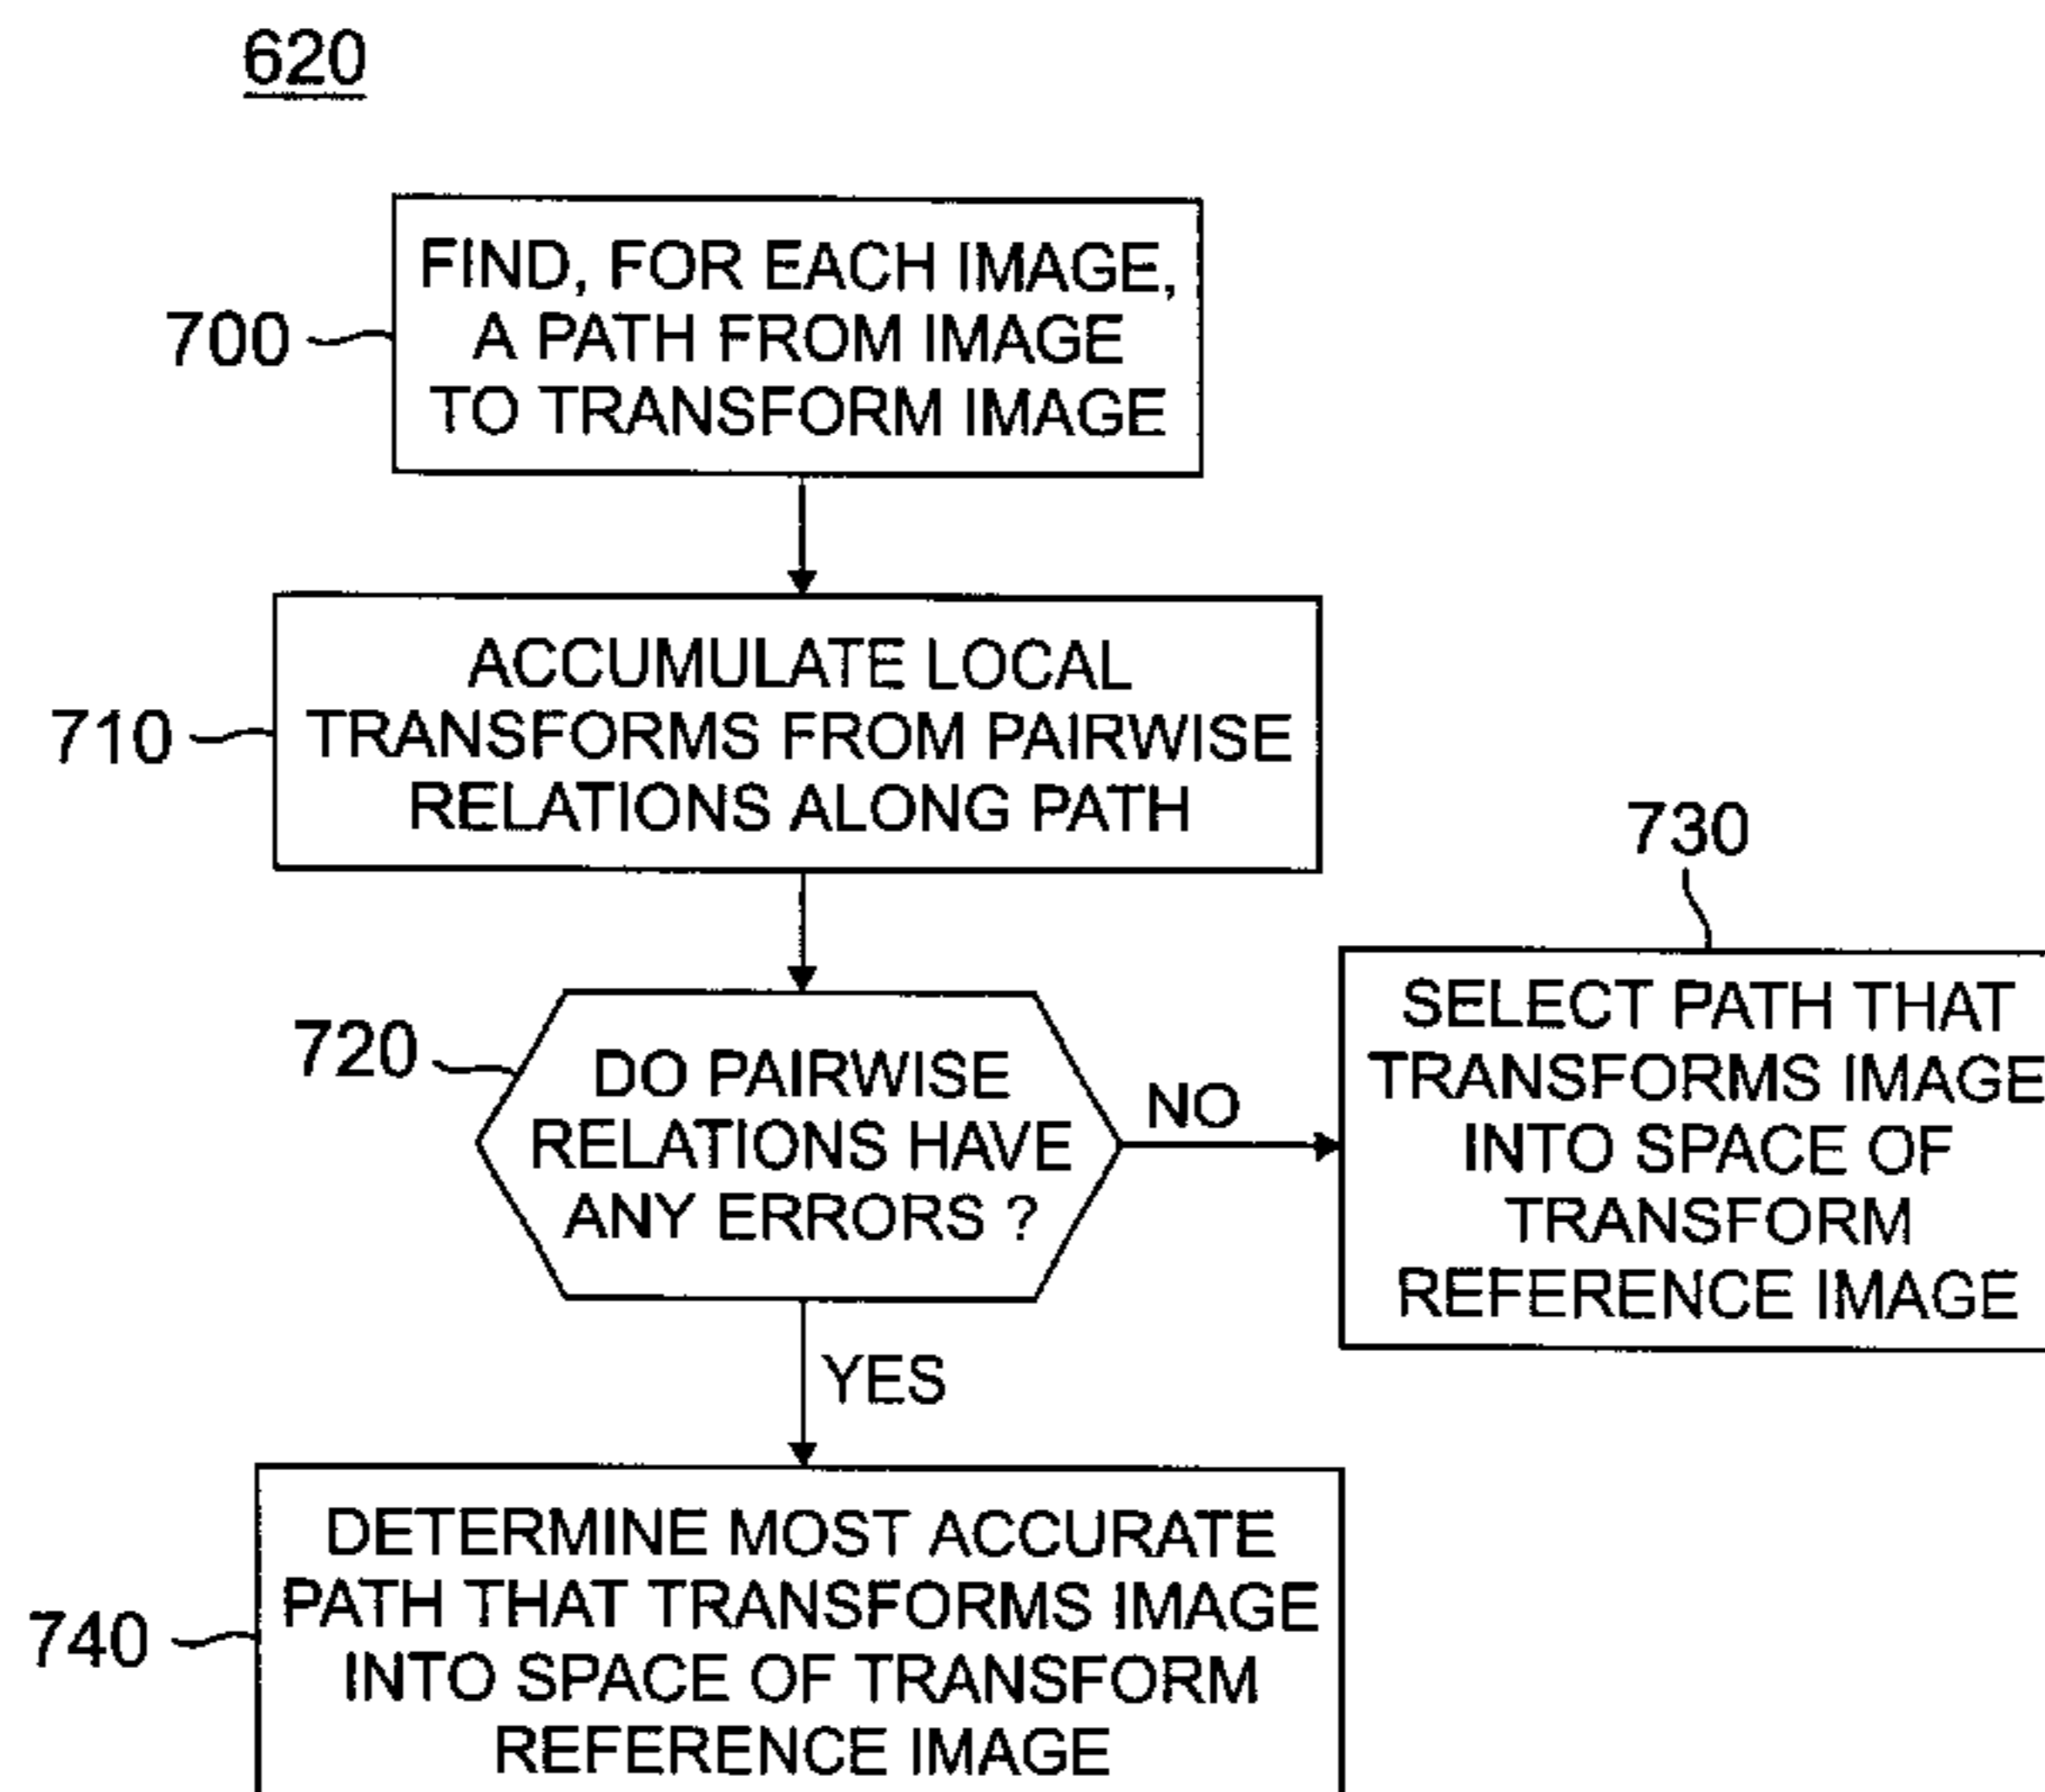 620
700
FIND, FOR EACH IMAGE,
A PATH FROM IMAGE
TO TRANSFORM IMAGE
710
ACCUMULATE LOCAL
TRANSFORMS FROM PAIRWISE
RELATIONS ALONG PATH
720
DO PAIRWISE
RELATIONS HAVE
ANY ERRORS ?
NO
730
SELECT PATH THAT
TRANSFORMS IMAGE
INTO SPACE OF
TRANSFORM
REFERENCE IMAGE
YES
740
DETERMINE MOST ACCURATE
PATH THAT TRANSFORMS IMAGE
INTO SPACE OF TRANSFORM
REFERENCE IMAGE